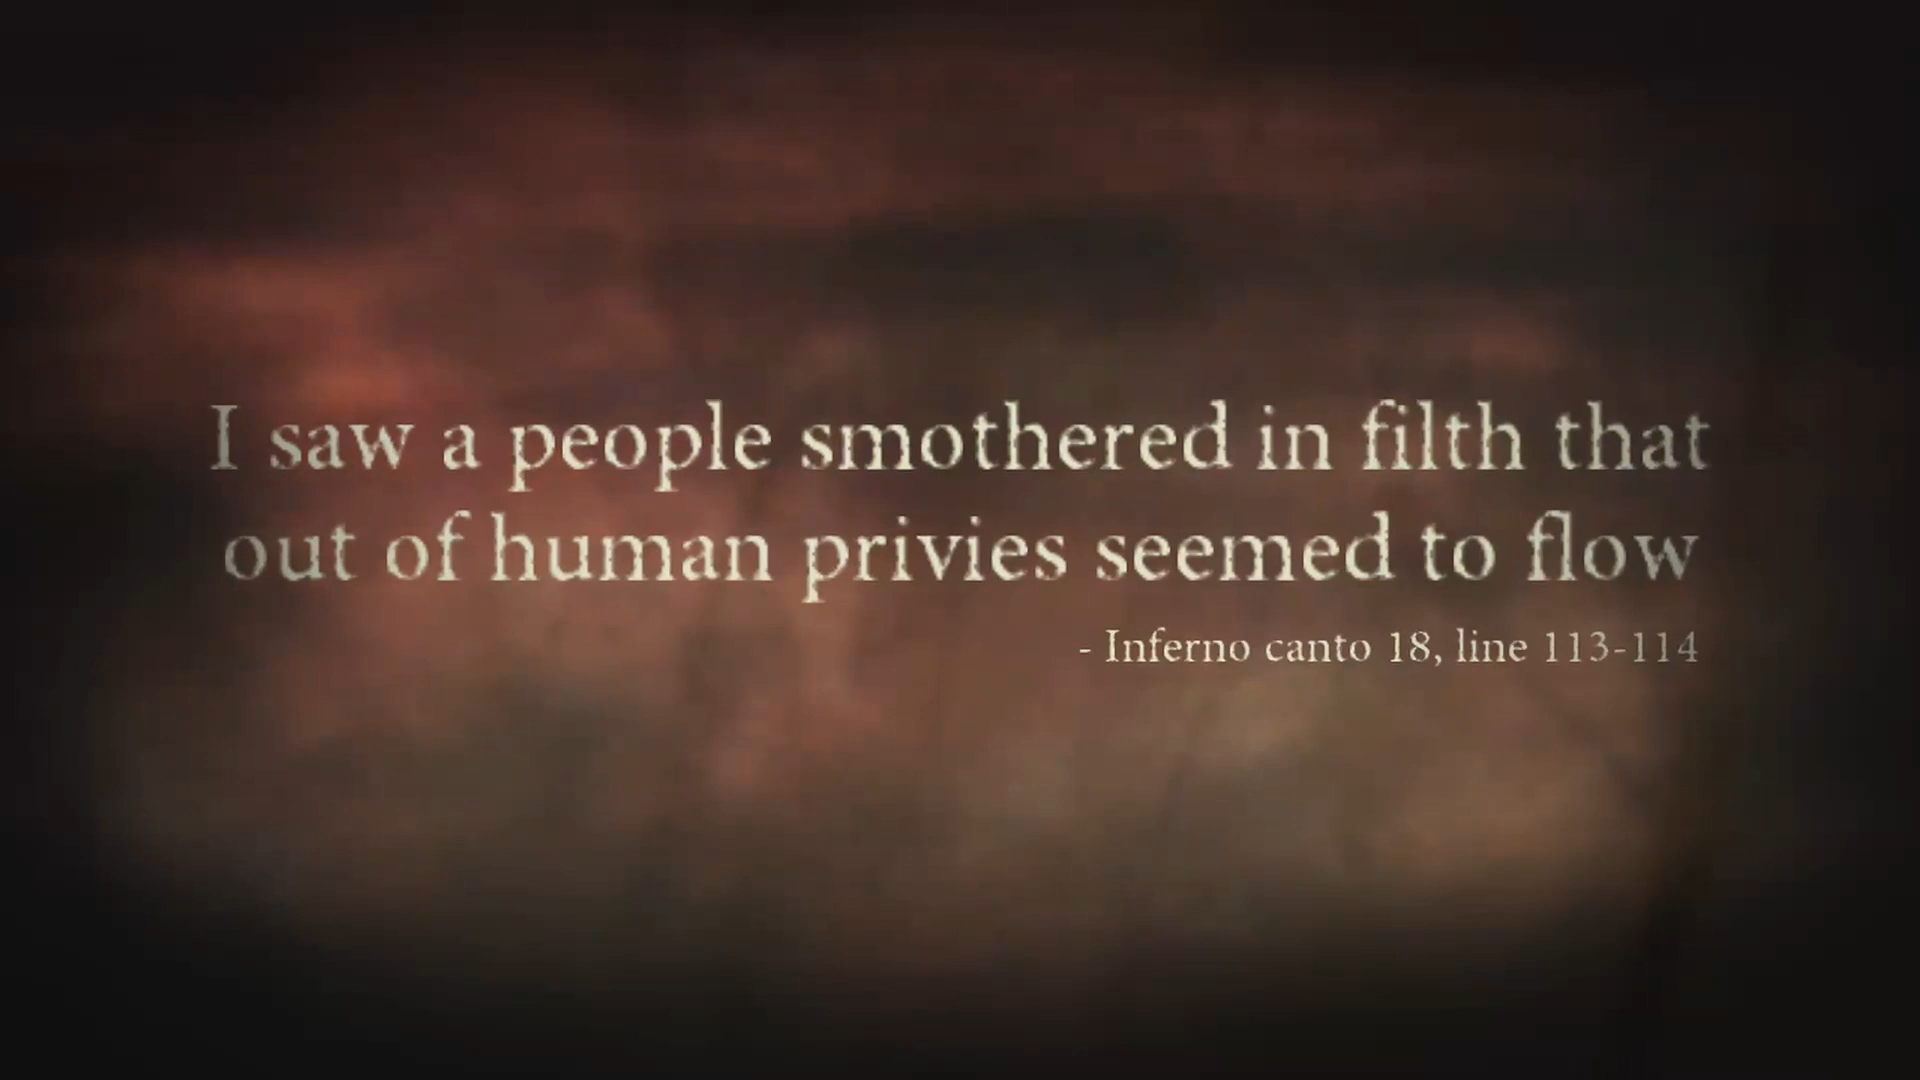 I saw a people smothered in filth that
out of human privies seemed to flow
- Inferno canto 18, line 113-114